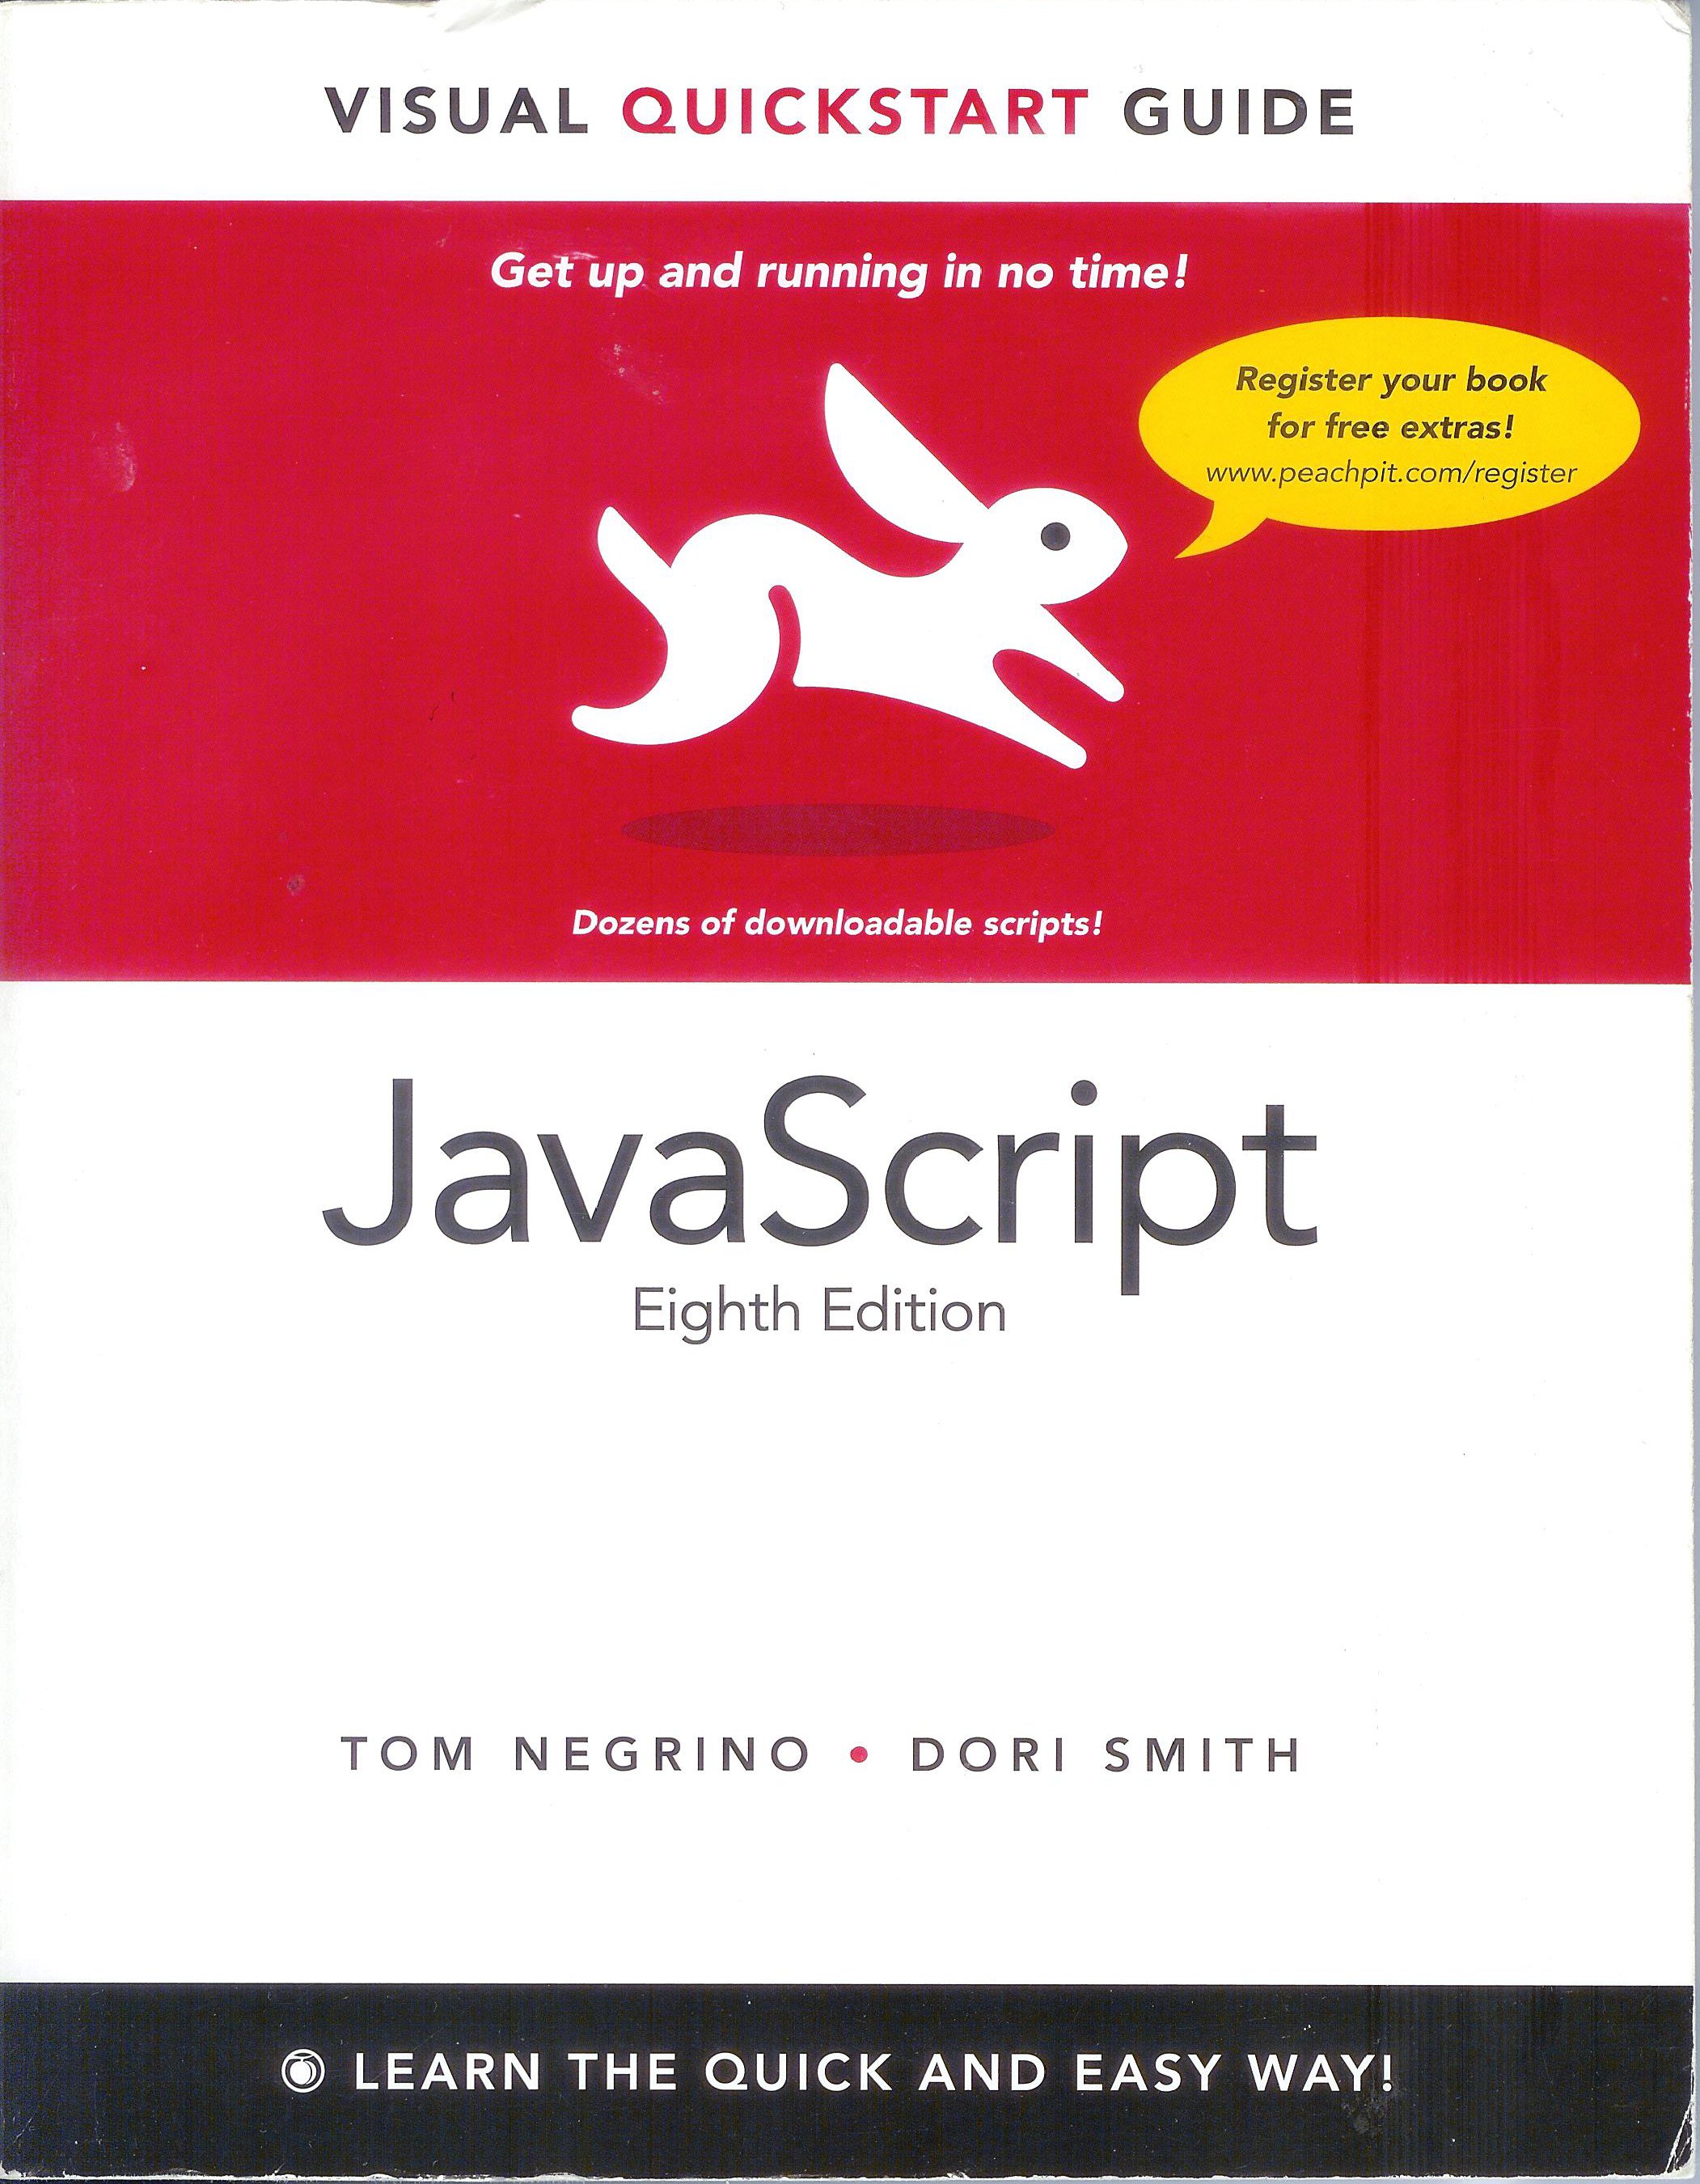 VISUAL QUICKSTART GUIDE
Get up and running in no time!
Register your book
for free extras!
www.peachpit.com/register
Dozens of downloadable scripts!
JavaScript
Eighth Edition
TOM NEGRINO • DORI SMITH
LEARN THE QUICK AND EASY WAY!